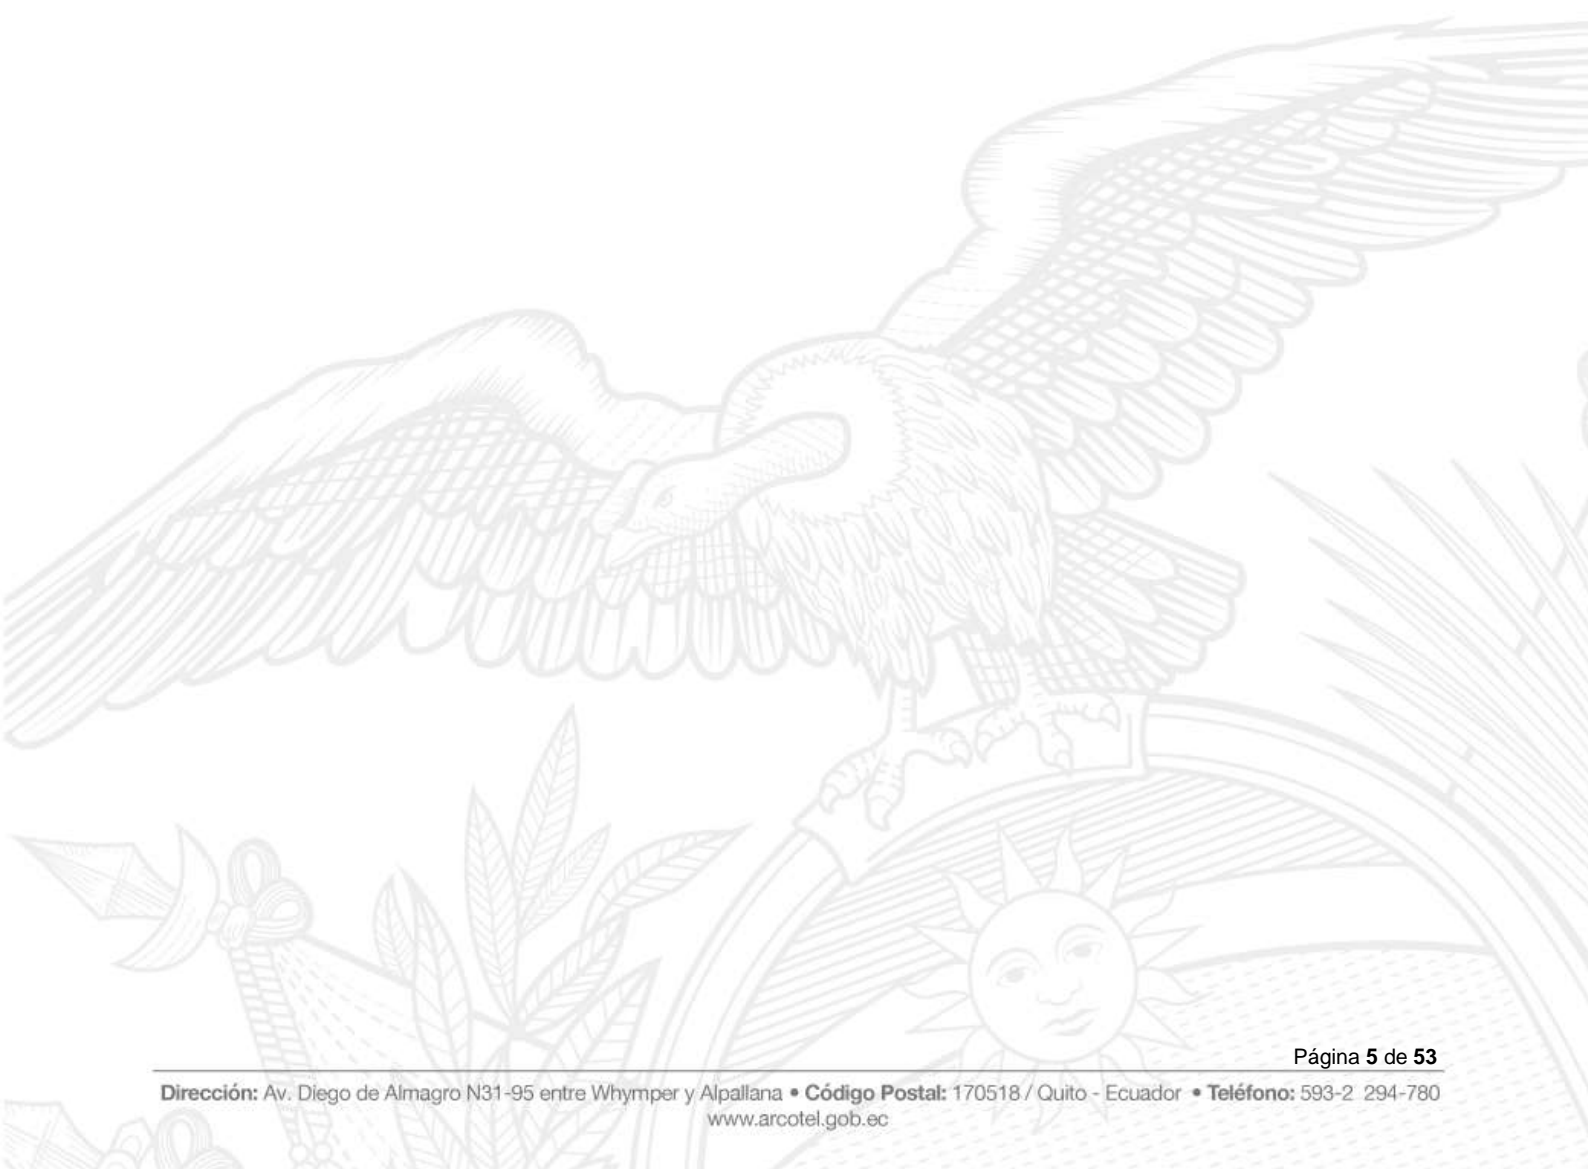 Página 5 de 53
Dirección: Av. Diego de Almagro N31-95 entre Whymper y Alpallana • Código Postal: 170518 / Quito - Ecuador • Teléfono: 593-2 294-780
www.arcotel.gob.ec